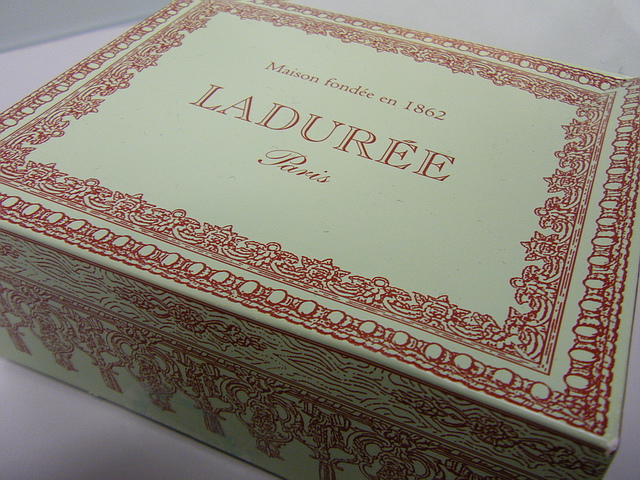 Maison fondée en 1862
LADURÉE
Paris